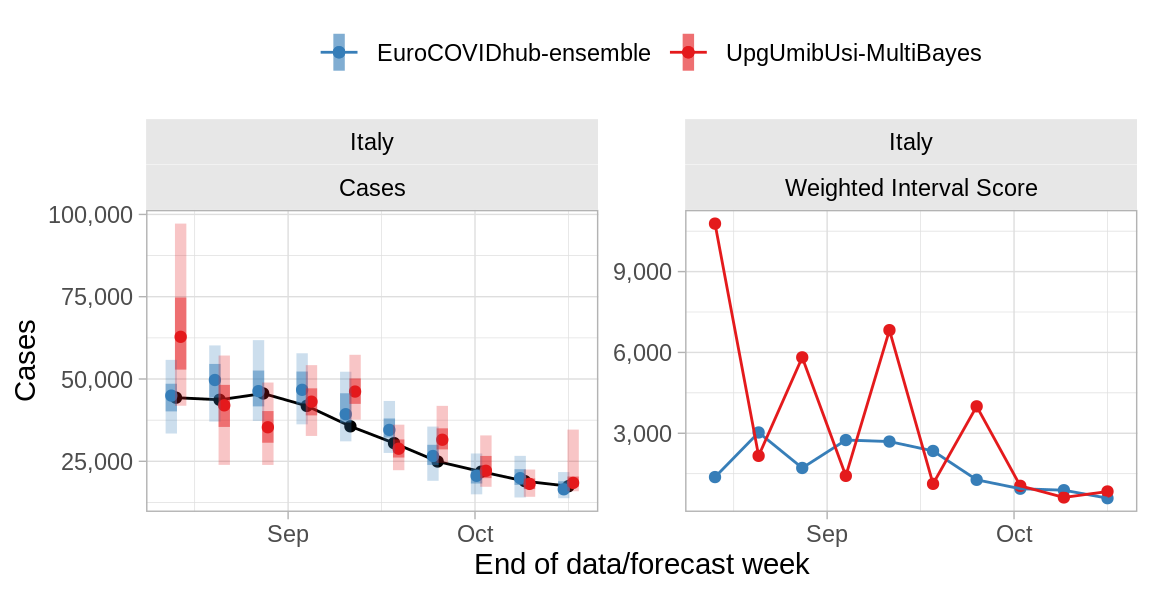 EuroCOVIDhub-ensemble UpgUmibUsi-MultiBayes
Italy
Cases
Italy
Weighted Interval Score
Cases
100,000
75,000
50,000
25,000
9,000
6,000
3,000
Sep Oct
Sep Oct
End of data/forecast week